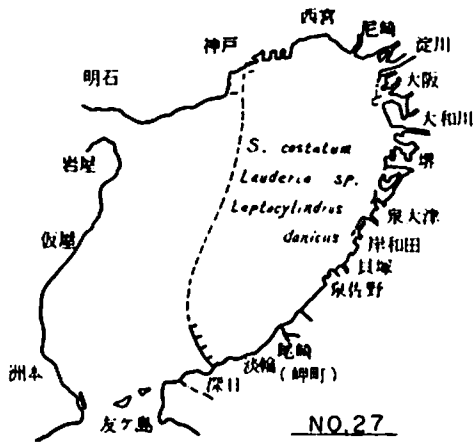 西宮
尼崎
神戸
淀川
明石
大阪
大和川
岩屋
S. costatum
堺
Lauderia sp.
Leptocylindrus
泉大津
danicus
仮屋
岸和田
貝塚
泉佐野
尾崎
淡輪
(岬町)
洲本
深日
友ヶ島
NO.27